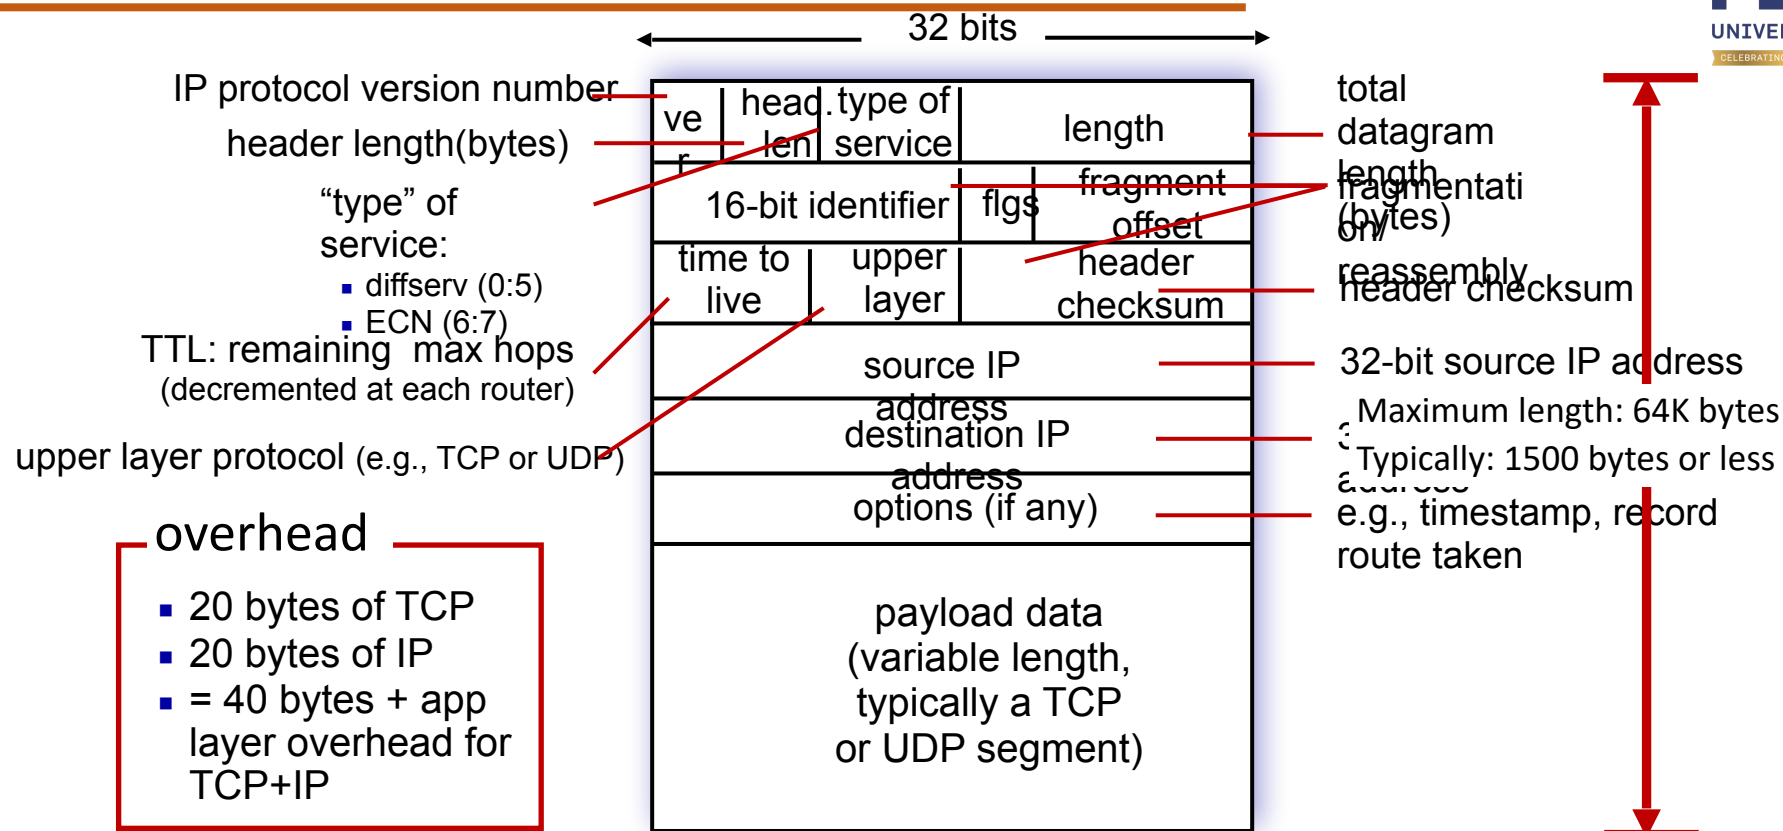 32 bits
UNIVE
CELEBRATING
IP protocol version number
header length(bytes)
"type" of
service:
diffserv (0:5)
ECN (6:7)
TTL: remaining max hops
(decremented at each router)
upper layer protocol (e.g., TCP or UDP)
overhead
20 bytes of TCP
20 bytes of IP
= 40 bytes + app
layer overhead for
TCP+IP
ve
r
head.
len
type of
service
length
16-bit identifier
flgs
fragment
offset
time to
live
upper
layer
header
checksum
source IP
address
destination IP
address
options (if any)
payload data
(variable length,
typically a TCP
or UDP segment)
total
datagram
length
(bytes)
fragmentati
on/
reassembly
header checksum
32-bit source IP address
Maximum length: 64K bytes
Typically: 1500 bytes or less
address
e.g., timestamp, record
route taken